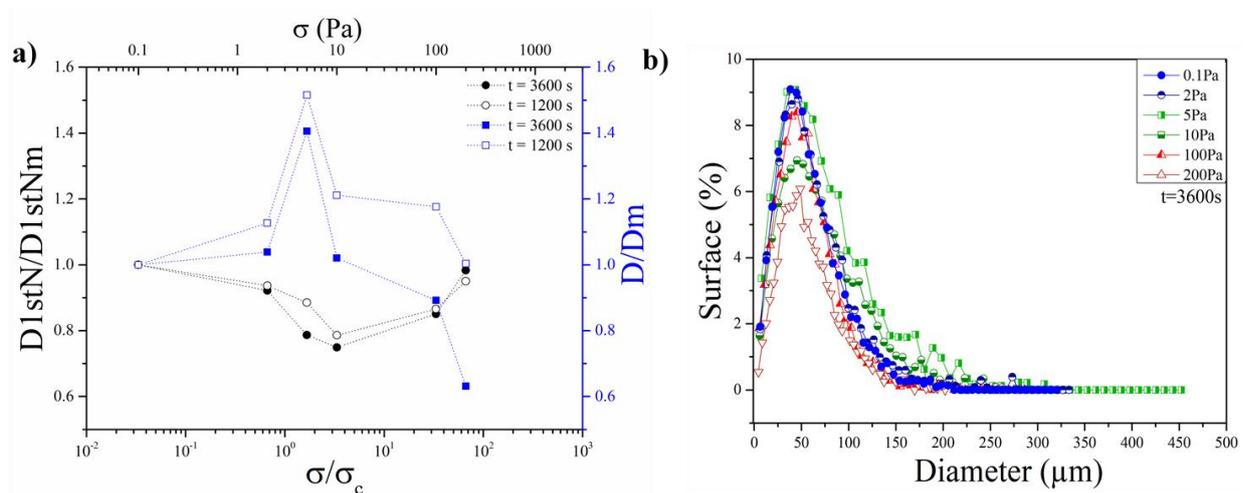 a)
σ (Pa)
0.1 1 10 100 1000
1.6 1.4 1.2 1.0 0.8 0.6
D1stN/D1stNm
t = 3600 s
t = 1200 s
t = 3600 s
t = 1200 s
1.6 1.4 1.2 1.0 0.8 0.6
D/Dm
10-2 10-1 100 101 102 103
σ/σc
b)
10 8 6 4 2 0
Surface (%)
0.1Pa
2Pa
5Pa
10Pa
100Pa
200Pa
t=3600s
0 50 100 150 200 250 300 350 400 450 500
Diameter (µm)